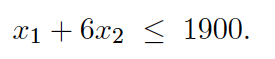 x₁ + 6x₂ ≤ 1900.